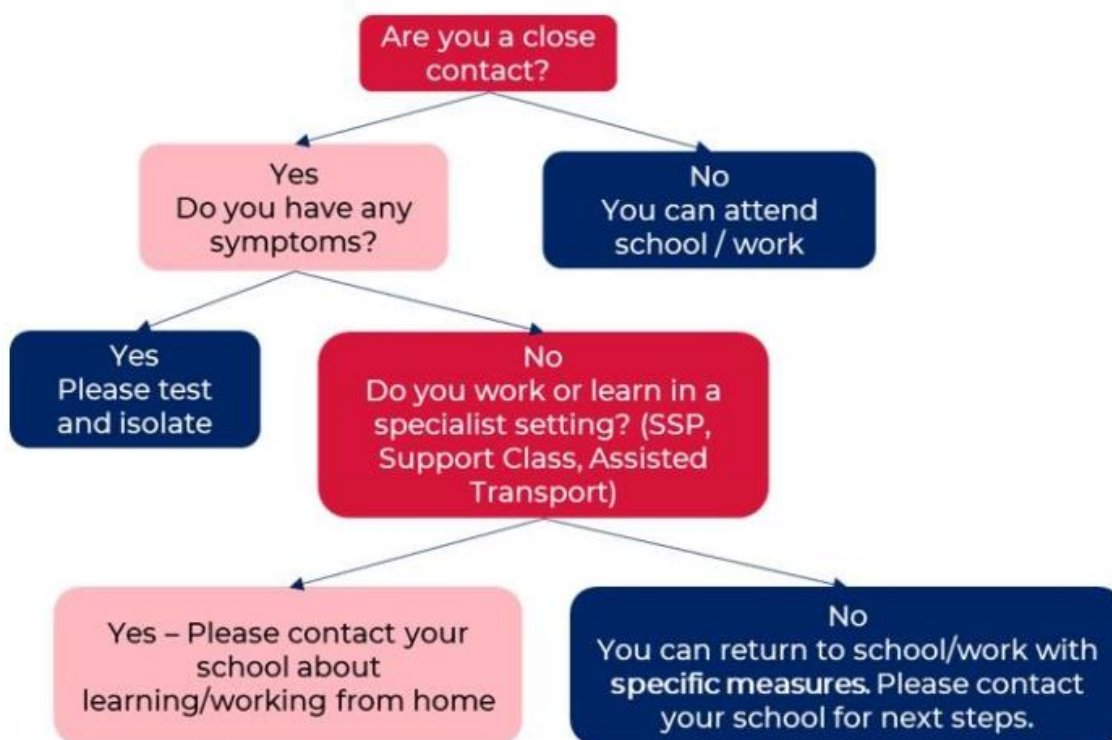 Are you a close
contact?
Yes
Do you have any
symptoms?
No
You can attend
school / work
Yes
Please test
and isolate
No
Do you work or learn in a
specialist setting? (SSP,
Support Class, Assisted
Transport)
Yes – Please contact your
school about
learning/working from home
No
You can return to school/work with
specific measures. Please contact
your school for next steps.